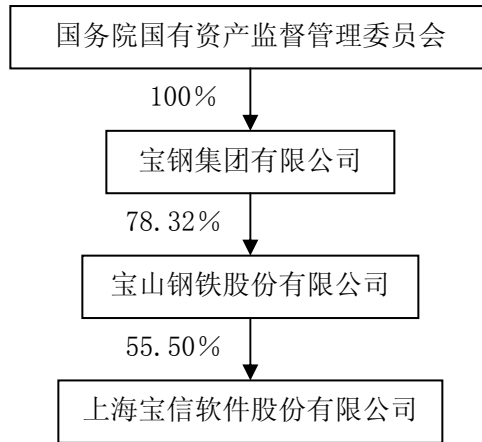 国务院国有资产监督管理委员会
100%
宝钢集团有限公司
78.32%
宝山钢铁股份有限公司
55.50%
上海宝信软件股份有限公司